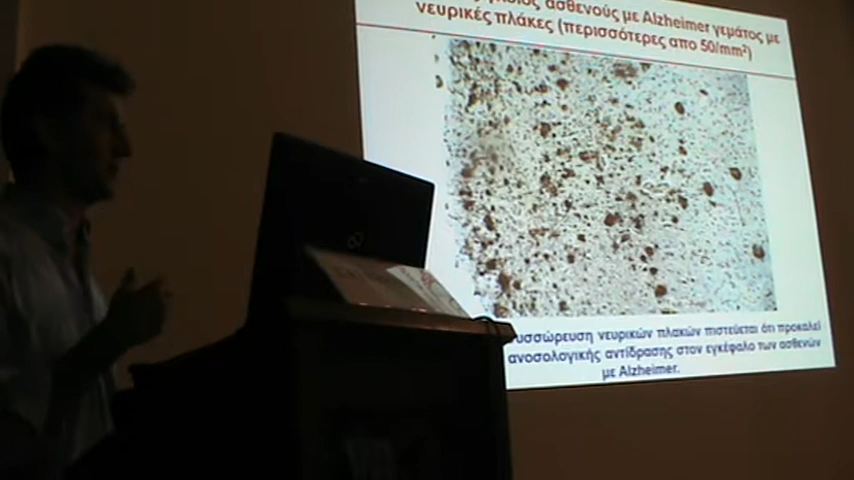 ασθενούς με Alzheimer γεμάτος με
νευρικές πλάκες (περισσότερες απο 50/mm²)
νευρικών πλακών πιστεύεται ότι προκαλεί
ανοσολογικής αντίδρασης στον εγκέφαλο των ασθενών
με Alzheimer.